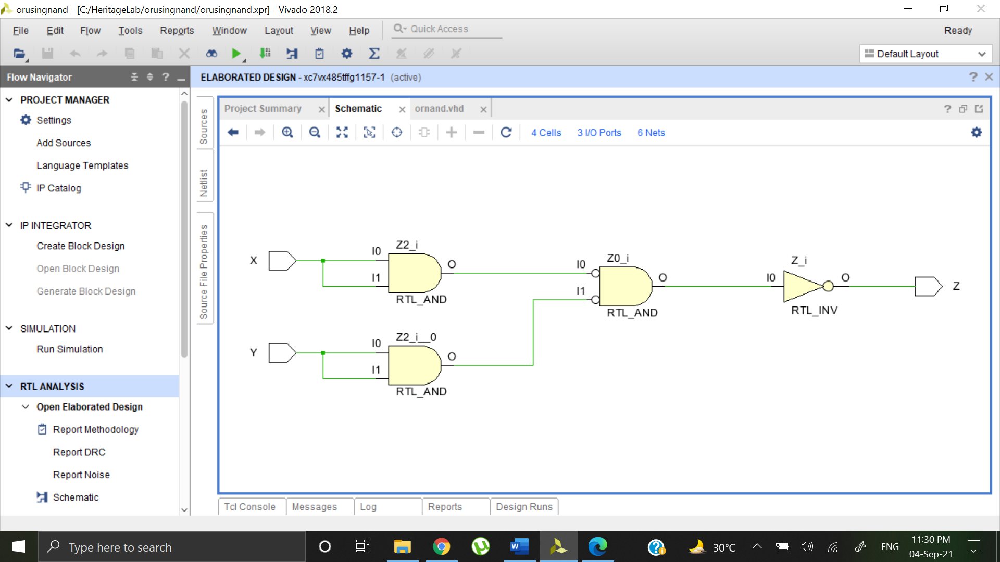 orusingnand - [C:/HeritageLab/orusingnand/orusingnand.xpr] - Vivado 2018.2
File Edit Flow Tools Reports Window Layout View Help Quick Access Ready
Default Layout
Flow Navigator ? ELABORATED DESIGN - xc7vx485tffg1157-1 (active) ?
PROJECT MANAGER
Settings
Add Sources
Language Templates
IP Catalog
IP INTEGRATOR
Create Block Design
Open Block Design
Generate Block Design
SIMULATION
Run Simulation
RTL ANALYSIS
Open Elaborated Design
Report Methodology
Report DRC
Report Noise
Schematic
Sources
Netlist
Source File Properties
Project Summary Schematic ornand.vhd ?
4 Cells 3 I/O Ports 6 Nets
X
I0
I1
Z2_i
O
RTL_AND
Y
I0
I1
Z2_i__0
O
RTL_AND
I0
I1
Z0_i
O
RTL_AND
I0
Z_i
O
RTL_INV
Z
Tcl Console Messages Log Reports Design Runs
Type here to search
30°C
ENG
11:30 PM
04-Sep-21